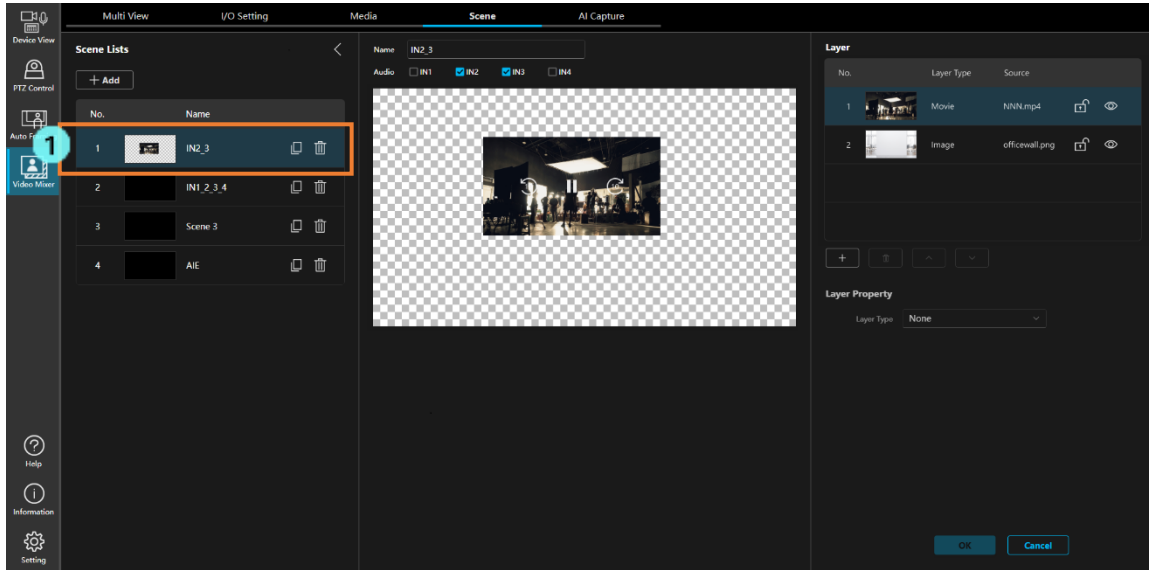 Device View
PTZ Control
Auto F
1
Video Mixer
Help
Information
Setting
Multi View I/O Setting Media Scene AI Capture
Scene Lists
+ Add
No. Name
1 IN2_3
2 IN1_2_3_4
3 Scene 3
4 AIE
Name IN2_3
Audio IN1 IN2 IN3 IN4
Layer
No. Layer Type Source
1 Movie NNN.mp4
2 Image officewall.png
Layer Property
Layer Type None
OK Cancel